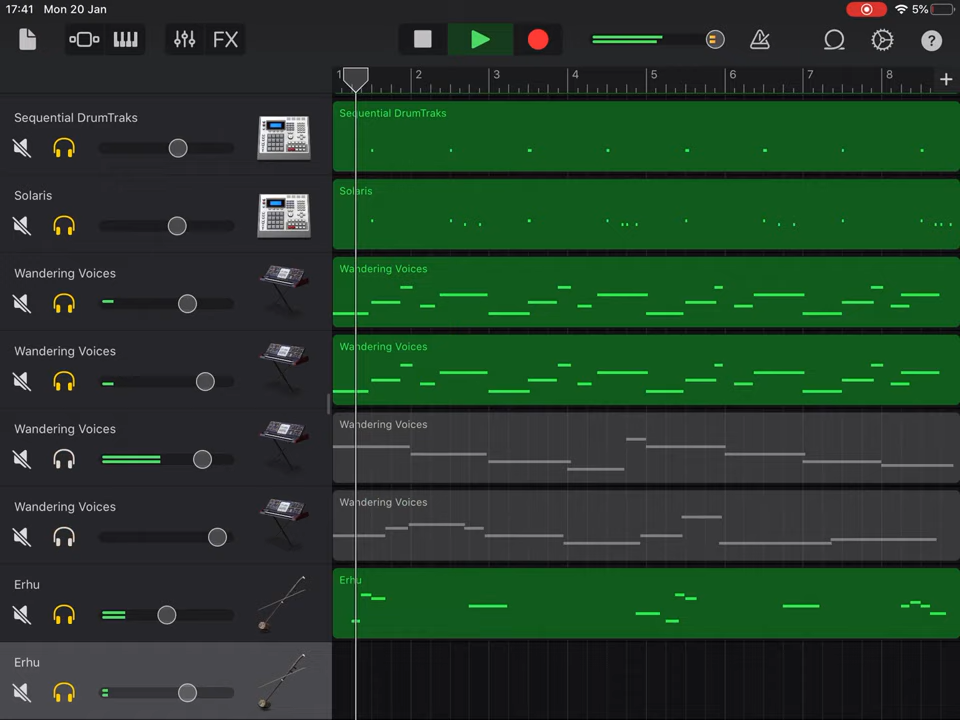 17:41 Mon 20 Jan 5%
FX ?
1 2 3 4 5 6 7 8 +
Sequential DrumTraks Sequential DrumTraks
Solaris Solaris
Wandering Voices Wandering Voices
Wandering Voices Wandering Voices
Wandering Voices Wandering Voices
Wandering Voices Wandering Voices
Erhu Erhu
Erhu